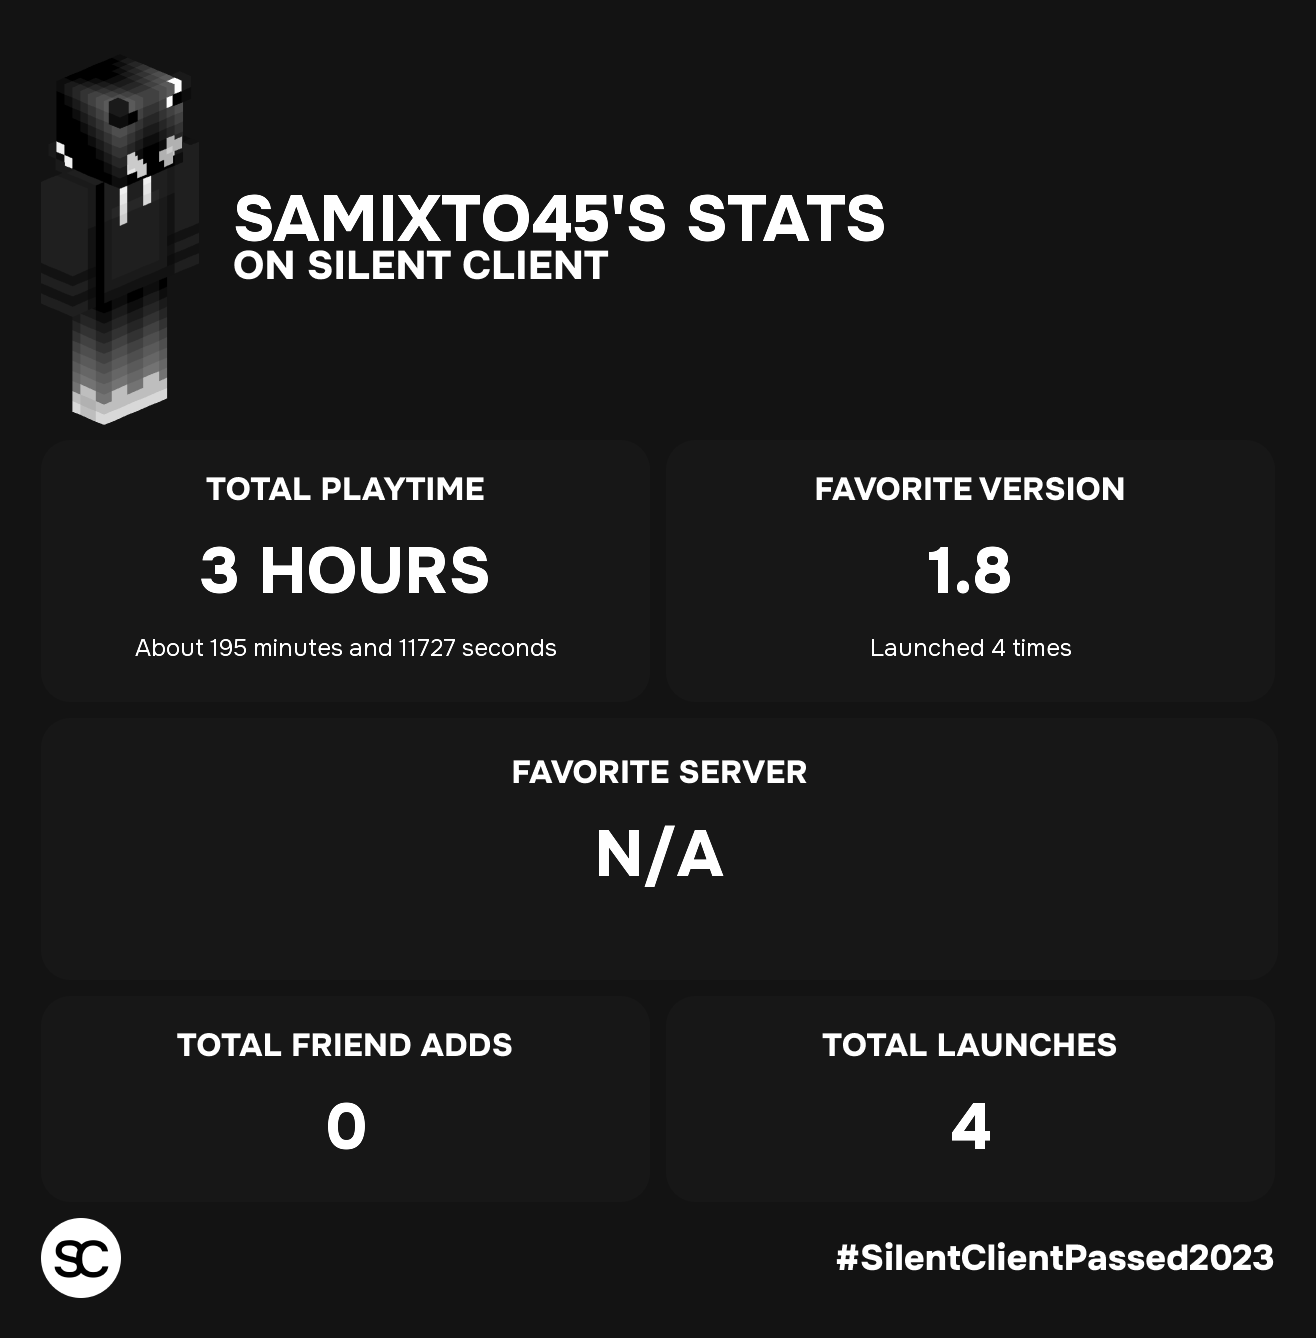 SAMIXTO45'S STATS
ON SILENT CLIENT
TOTAL PLAYTIME
3 HOURS
About 195 minutes and 11727 seconds
FAVORITE VERSION
1.8
Launched 4 times
FAVORITE SERVER
N/A
TOTAL FRIEND ADDS
0
TOTAL LAUNCHES
4
SC
#SilentClientPassed2023